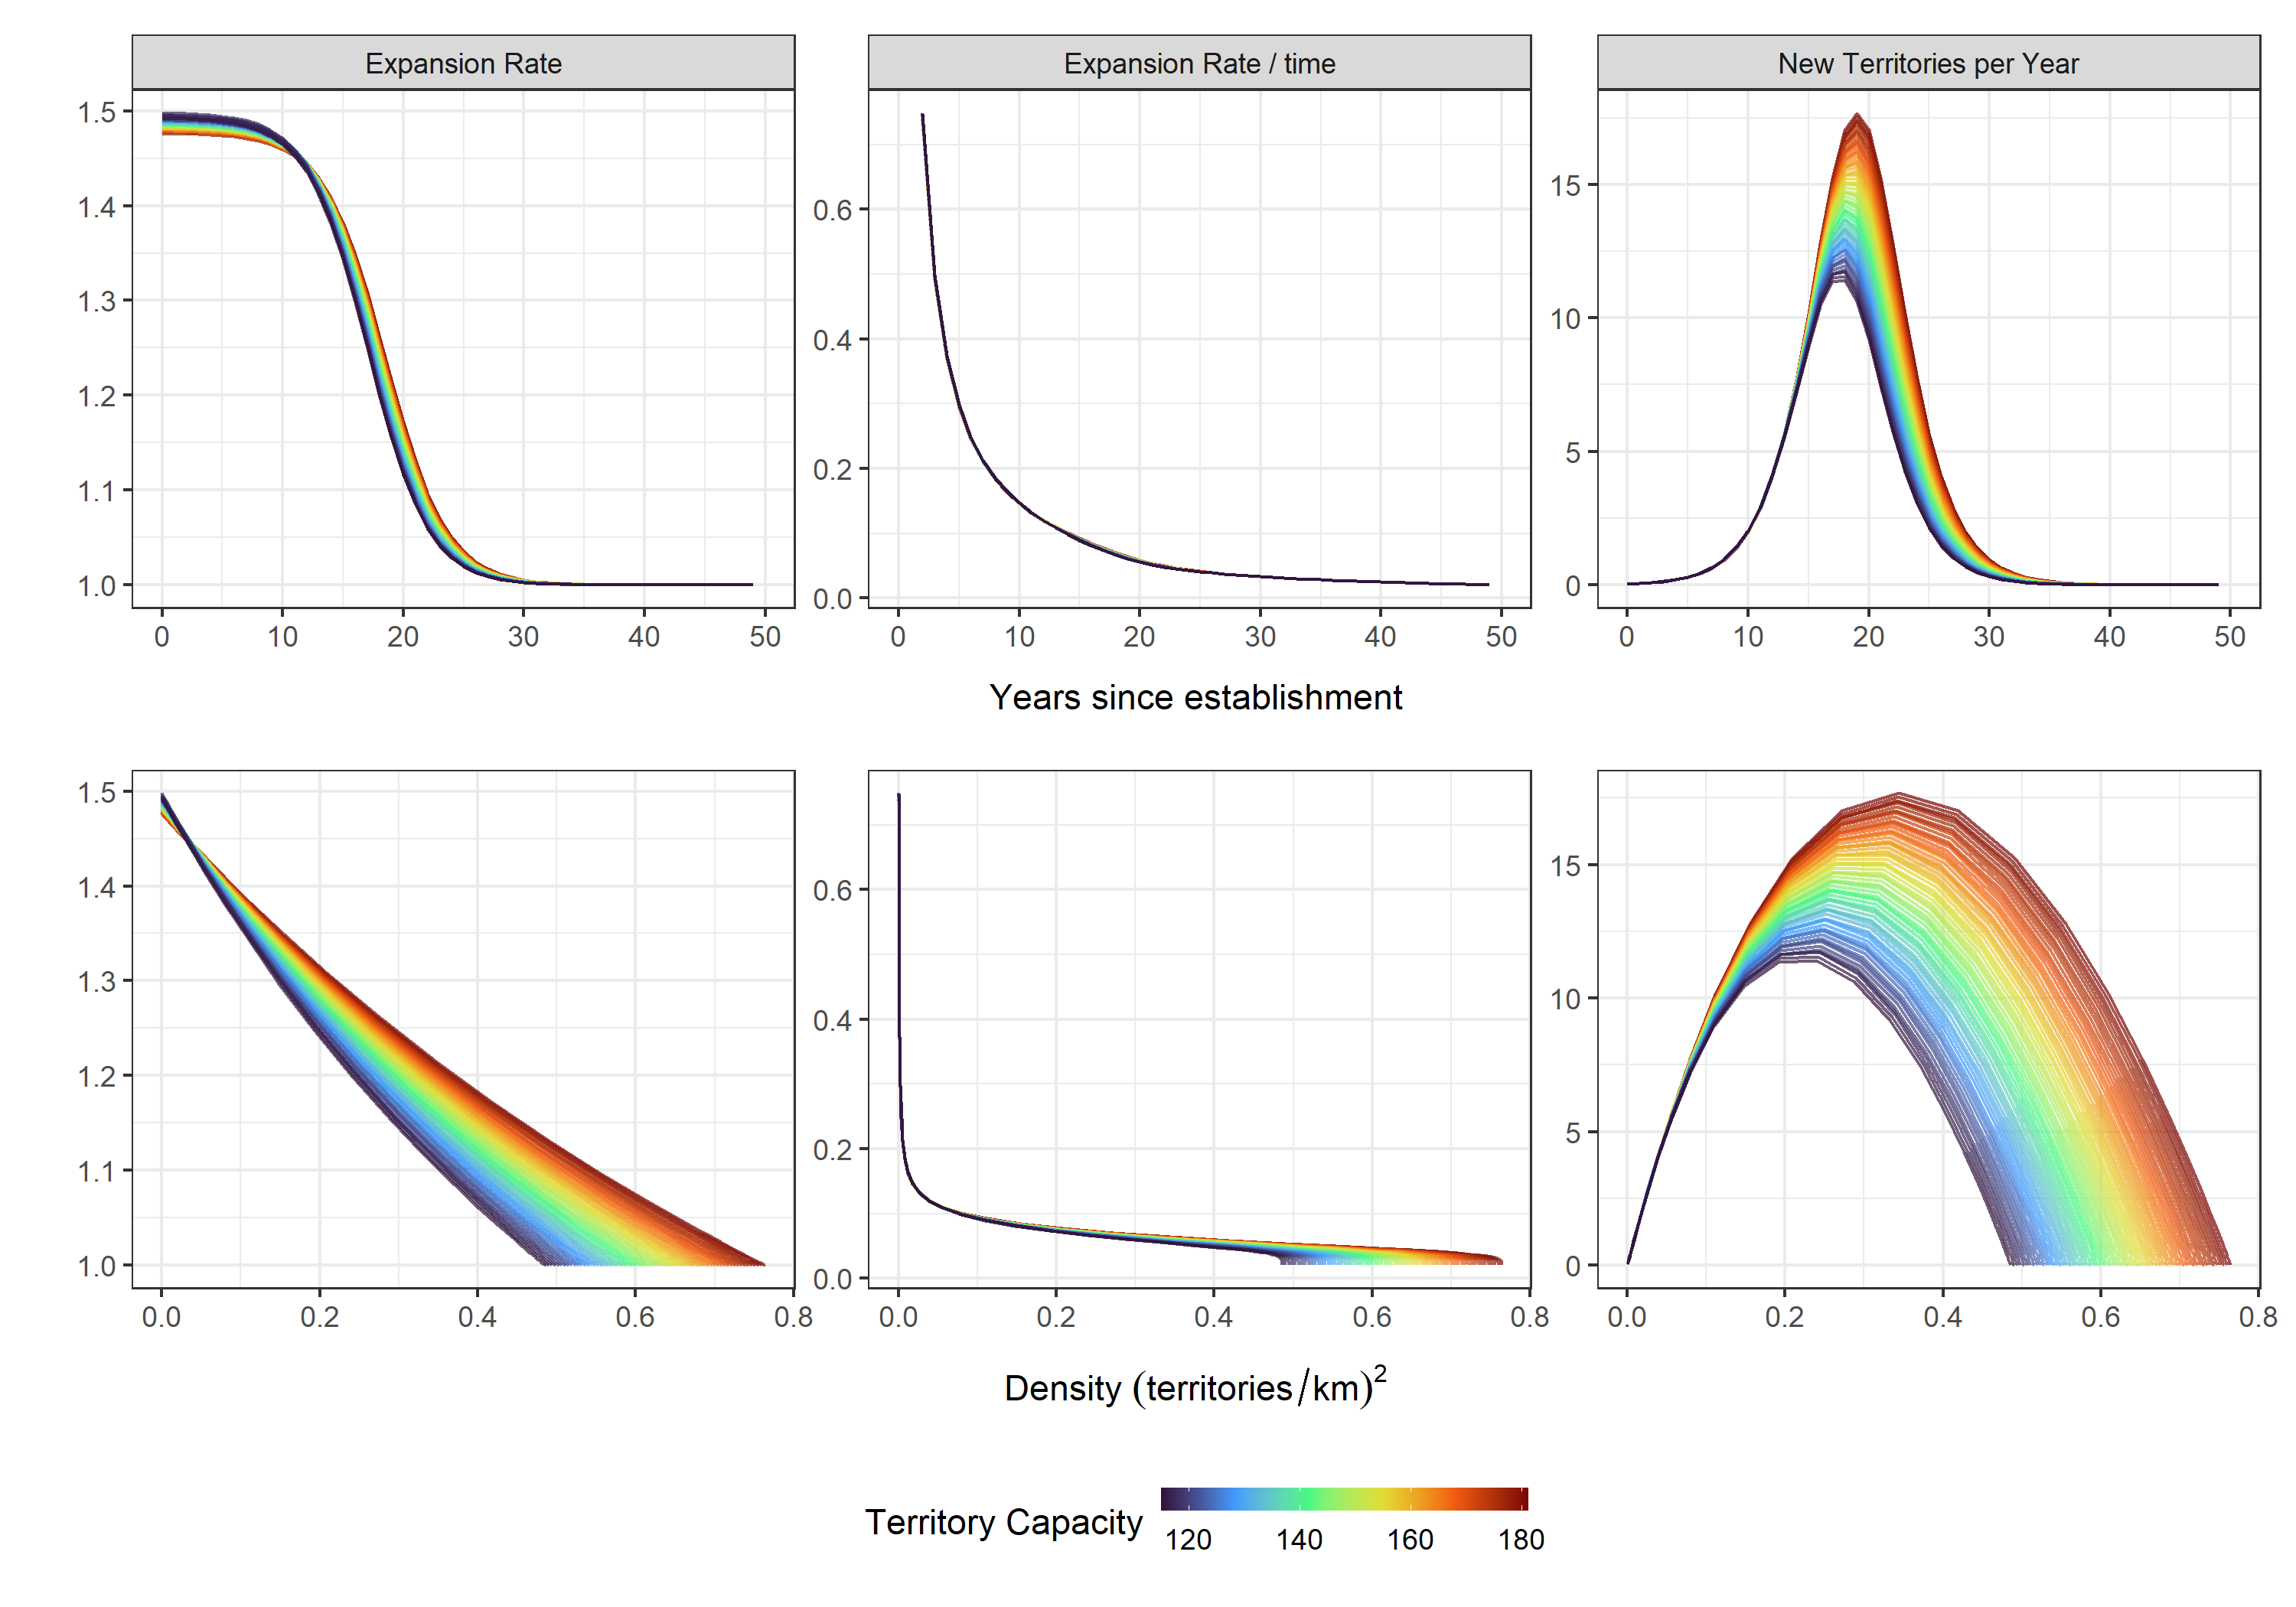 Expansion Rate
Expansion Rate / time
New Territories per Year
1.5
1.4
1.3
1.2
1.1
1.0
0.6
0.4
0.2
0.0
15
10
5
0
0 10 20 30 40 50
0 10 20 30 40 50
0 10 20 30 40 50
Years since establishment
1.5
1.4
1.3
1.2
1.1
1.0
0.6
0.4
0.2
0.0
15
10
5
0
0.0 0.2 0.4 0.6 0.8
0.0 0.2 0.4 0.6 0.8
0.0 0.2 0.4 0.6 0.8
Density (territories/km)²
Territory Capacity
120 140 160 180